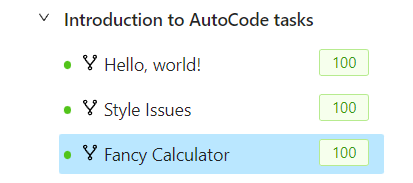 Introduction to AutoCode tasks
Hello, world! 100
Style Issues 100
Fancy Calculator 100